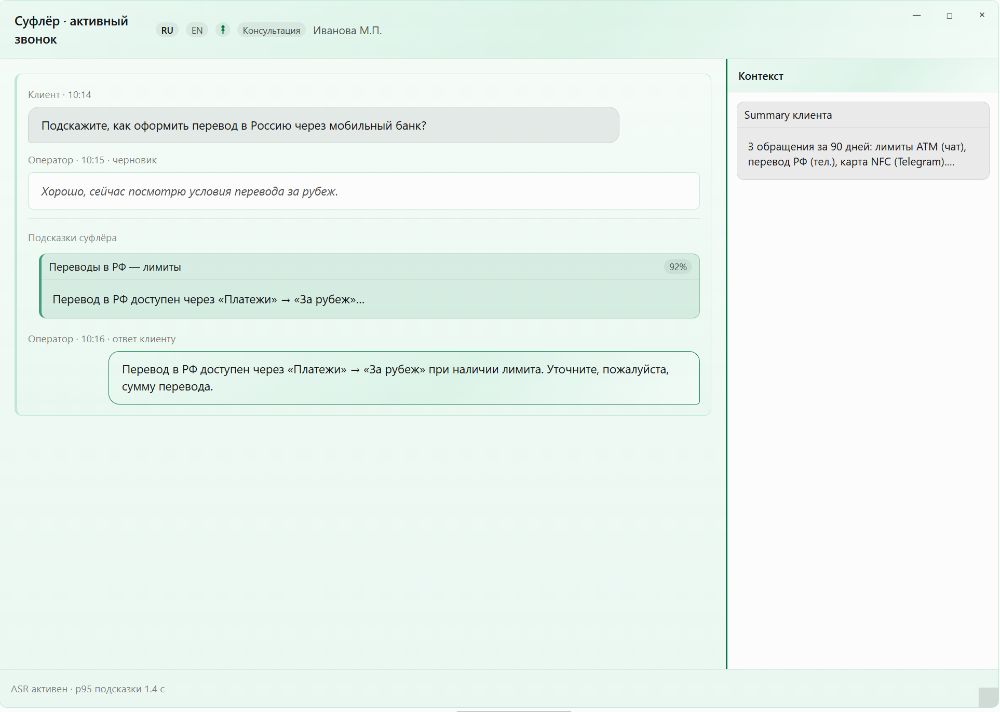 Суфлёр · активный
звонок
RU
EN
Консультация
Иванова М.П.
Клиент · 10:14
Подскажите, как оформить перевод в Россию через мобильный банк?
Оператор · 10:15 · черновик
Хорошо, сейчас посмотрю условия перевода за рубеж.
Подсказки суфлёра
Переводы в РФ — лимиты
92%
Перевод в РФ доступен через «Платежи» → «За рубеж»...
Оператор · 10:16 · ответ клиенту
Перевод в РФ доступен через «Платежи» → «За рубеж» при наличии лимита. Уточните, пожалуйста,
сумму перевода.
Контекст
Summary клиента
3 обращения за 90 дней: лимиты ATM (чат),
перевод РФ (тел.), карта NFC (Telegram)....
ASR активен · p95 подсказки 1.4 с